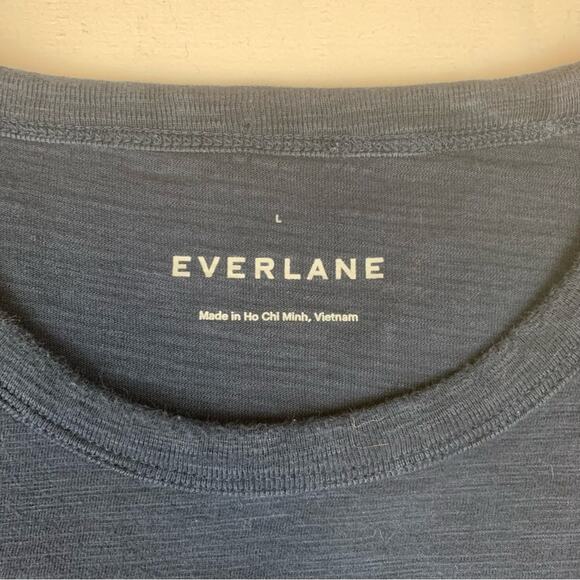 L
EVERLANE
Made in Ho Chi Minh, Vietnam